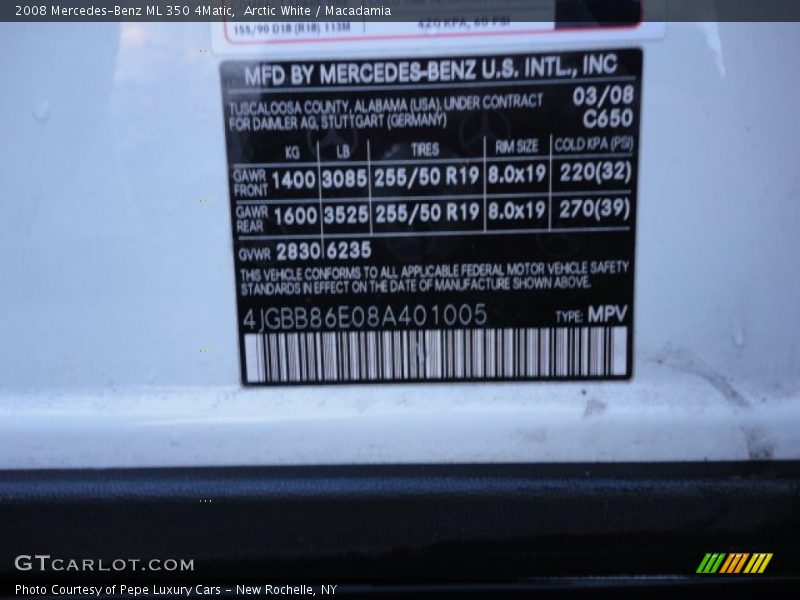 2008 Mercedes-Benz ML 350 4Matic, Arctic White / Macadamia
155/90 D18 (R18) 113M 420 KPA, 60 PSI
MFD BY MERCEDES-BENZ U.S. INTL., INC
TUSCALOOSA COUNTY, ALABAMA (USA), UNDER CONTRACT 03/08
FOR DAIMLER AG, STUTTGART (GERMANY) C650
KG LB TIRES RIM SIZE COLD KPA (PSI)
GAWR FRONT 1400 3085 255/50 R19 8.0x19 220(32)
GAWR REAR 1600 3525 255/50 R19 8.0x19 270(39)
GVWR 2830 6235
THIS VEHICLE CONFORMS TO ALL APPLICABLE FEDERAL MOTOR VEHICLE SAFETY
STANDARDS IN EFFECT ON THE DATE OF MANUFACTURE SHOWN ABOVE.
4JGBB86E08A401005 TYPE: MPV
GTCARLOT.COM
Photo Courtesy of Pepe Luxury Cars - New Rochelle, NY